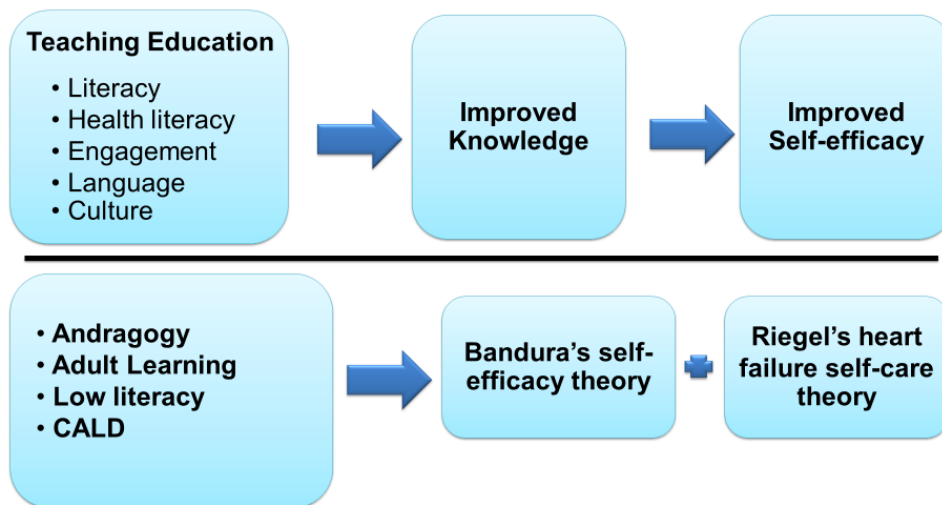 Teaching Education
• Literacy
• Health literacy
• Engagement
• Language
• Culture
Improved
Knowledge
Improved
Self-efficacy
• Andragogy
• Adult Learning
• Low literacy
• CALD
Bandura's self-
efficacy theory
Riegel's heart
failure self-care
theory